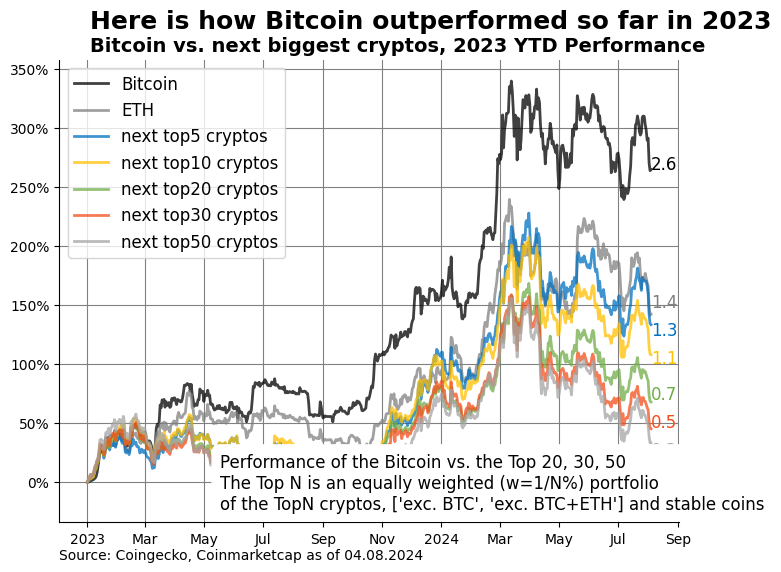 Here is how Bitcoin outperformed so far in 2023
Bitcoin vs. next biggest cryptos, 2023 YTD Performance
350%
300%
250%
200%
150%
100%
50%
0%
Bitcoin
ETH
next top5 cryptos
next top10 cryptos
next top20 cryptos
next top30 cryptos
next top50 cryptos
2.6
1.4
1.3
1.1
0.7
0.5
Performance of the Bitcoin vs. the Top 20, 30, 50
The Top N is an equally weighted (w=1/N%) portfolio
of the TopN cryptos, ['exc. BTC', 'exc. BTC+ETH'] and stable coins
2023 Mar May Jul Sep Nov 2024 Mar May Jul Sep
Source: Coingecko, Coinmarketcap as of 04.08.2024